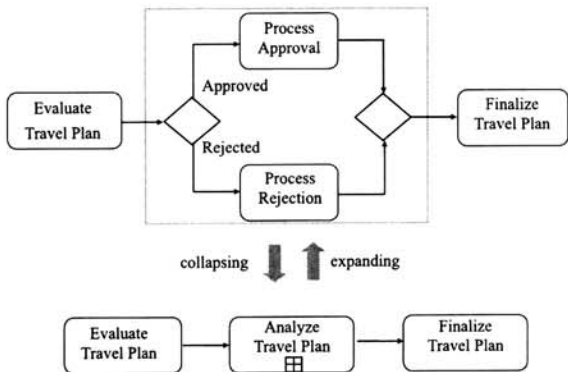 Process
Approval
Approved
Evaluate
Travel Plan
Finalize
Travel Plan
Rejected
Process
Rejection
collapsing
expanding
Evaluate
Travel Plan
Analyze
Travel Plan
Finalize
Travel Plan